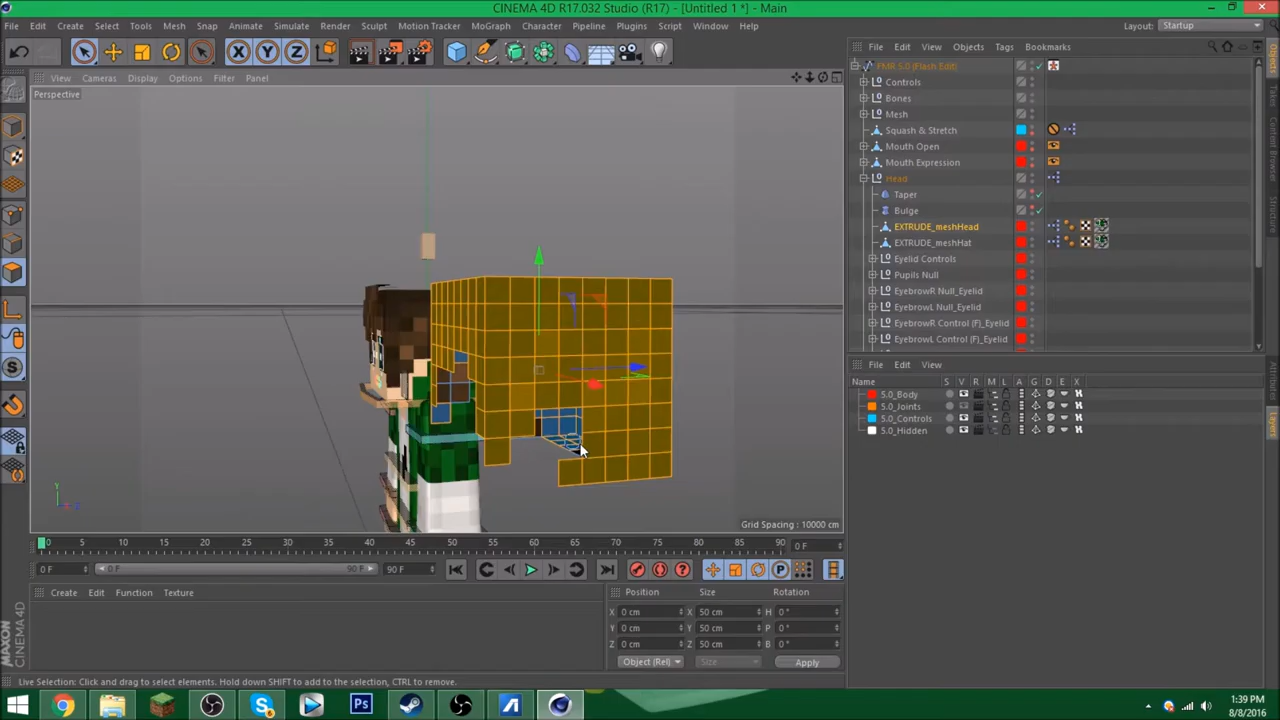 CINEMA 4D R17.032 Studio (R17) - [Untitled 1 *] - Main
File Edit Create Select Tools Mesh Snap Animate Simulate Render Sculpt Motion Tracker MoGraph Character Pipeline Plugins Script Window Help
Layout: Startup
X Y Z
View Cameras Display Options Filter Panel
Perspective
Grid Spacing : 10000 cm
File Edit View Objects Tags Bookmarks
FMR 5.0 (Flash Edit)
Controls
Bones
Mesh
Squash & Stretch
Mouth Open
Mouth Expression
Head
Taper
Bulge
EXTRUDE_meshHead
EXTRUDE_meshHat
Eyelid Controls
Pupils Null
EyebrowR Null_Eyelid
EyebrowL Null_Eyelid
EyebrowR Control (F)_Eyelid
EyebrowL Control (F)_Eyelid
Objects
Takes
Content Browser
Structure
Layers
File Edit View
Name S V R M L A G D E X
5.0_Body
5.0_Joints
5.0_Controls
5.0_Hidden
0 5 10 15 20 25 30 35 40 45 50 55 60 65 70 75 80 85 90 0 F
0 F 0 F 90 F 90 F
Create Edit Function Texture
Position Size Rotation
X 0 cm X 50 cm H 0 °
Y 0 cm Y 50 cm P 0 °
Z 0 cm Z 50 cm B 0 °
Object (Rel) Size Apply
MAXON CINEMA 4D
Live Selection: Click and drag to select elements. Hold down SHIFT to add to the selection, CTRL to remove.
1:39 PM
8/8/2016